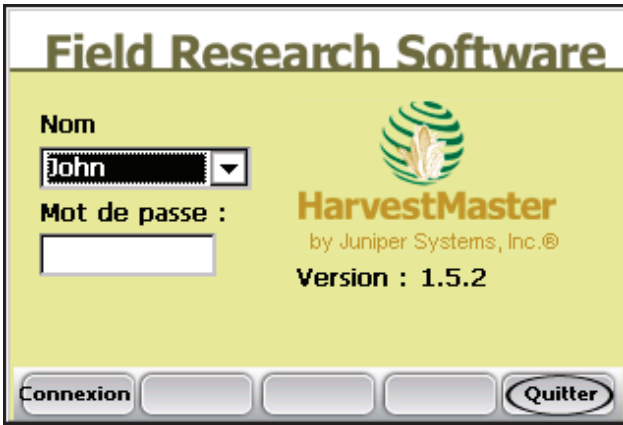 Field Research Software
Nom
John
Mot de passe :
HarvestMaster
by Juniper Systems, Inc.®
Version : 1.5.2
Connexion
Quitter